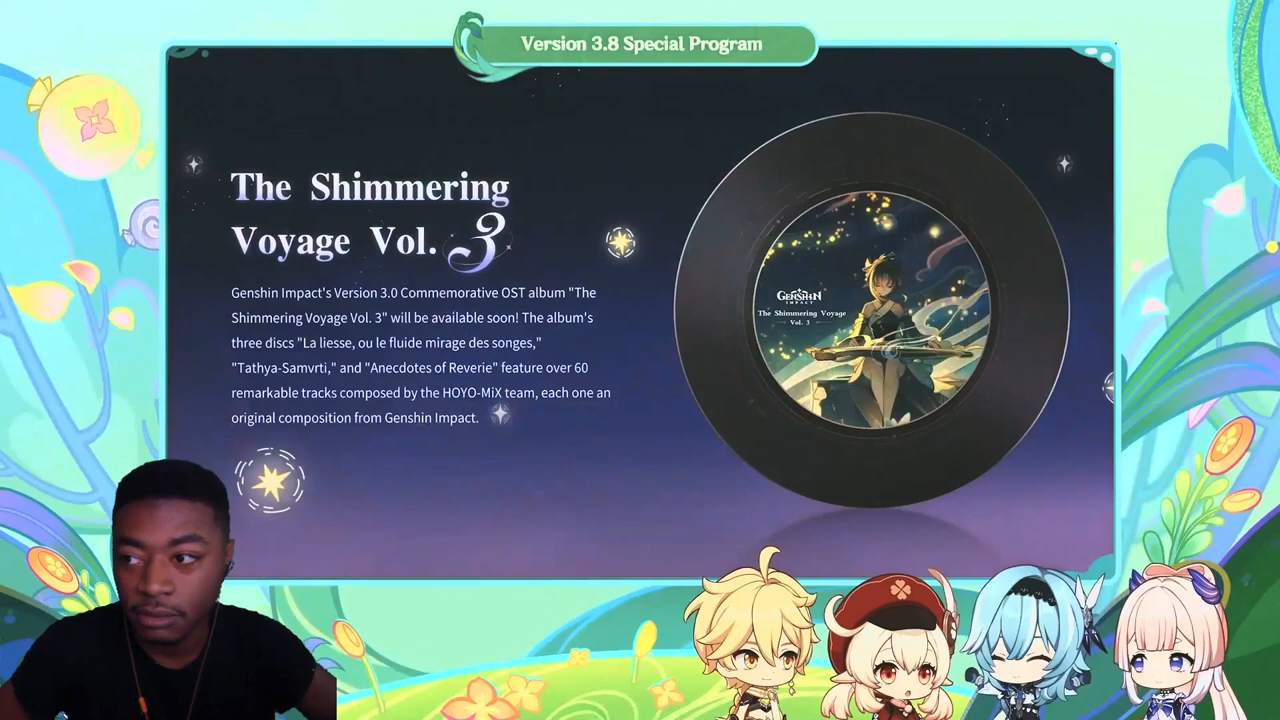 Version 3.8 Special Program
The Shimmering
Voyage Vol. 3
Genshin Impact's Version 3.0 Commemorative OST album "The
Shimmering Voyage Vol. 3" will be available soon! The album's
three discs "La liesse, ou le fluide mirage des songes,"
"Tathya-Samvrti," and "Anecdotes of Reverie" feature over 60
remarkable tracks composed by the HOYO-MiX team, each one an
original composition from Genshin Impact.
GENSHIN
IMPACT
The Shimmering Voyage
Vol. 3